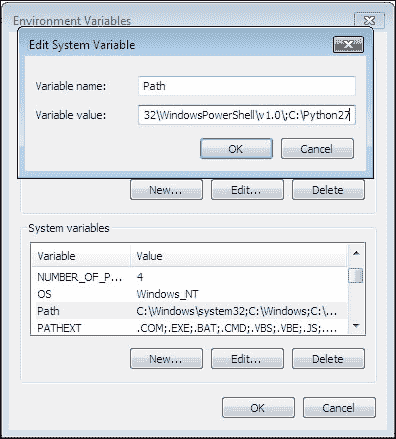 Environment Variables
Edit System Variable
Variable name: Path
Variable value: 32\WindowsPowerShell\v1.0\;C:\Python27
OK Cancel
New... Edit... Delete
System variables
Variable Value
NUMBER_OF_P... 4
OS Windows_NT
Path C:\Windows\system32;C:\Windows;C:\...
PATHEXT .COM;.EXE;.BAT;.CMD;.VBS;.VBE;.JS;....
New... Edit... Delete
OK Cancel